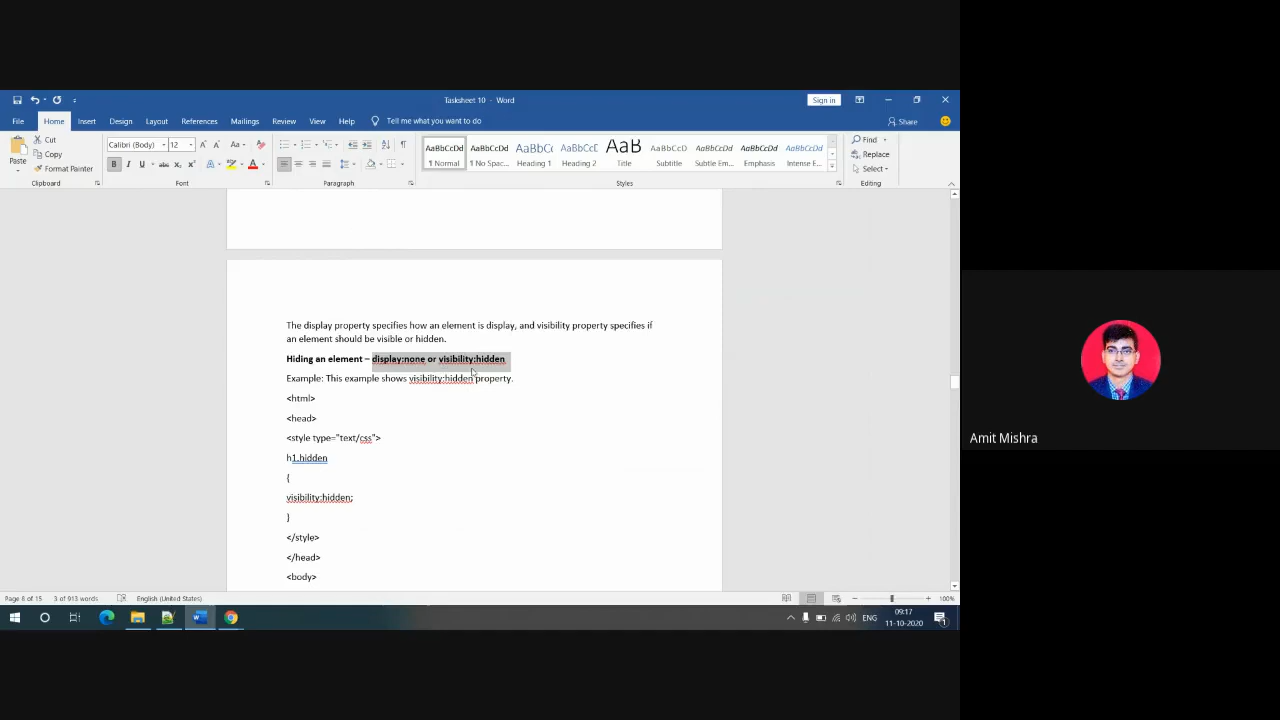 Tasksheet 10 - Word
Sign in
File Home Insert Design Layout References Mailings Review View Help Tell me what you want to do
Share
Paste
Cut
Copy
Format Painter
Clipboard
Calibri (Body) 12
Font
Paragraph
AaBbCcDd AaBbCcDd AaBbCc AaBbCcD AaB AaBbCcD AaBbCcDd AaBbCcDd AaBbCcDd
¶ Normal ¶ No Spac... Heading 1 Heading 2 Title Subtitle Subtle Em... Emphasis Intense E...
Styles
Find
Replace
Select
Editing
The display property specifies how an element is display, and visibility property specifies if
an element should be visible or hidden.
Hiding an element – display:none or visibility:hidden
Example: This example shows visibility:hidden property.
<html>
<head>
<style type="text/css">
h1.hidden
{
visibility:hidden;
}
</style>
</head>
<body>
Page 8 of 15 3 of 913 words English (United States)
100%
ENG
09:17
11-10-2020
Amit Mishra